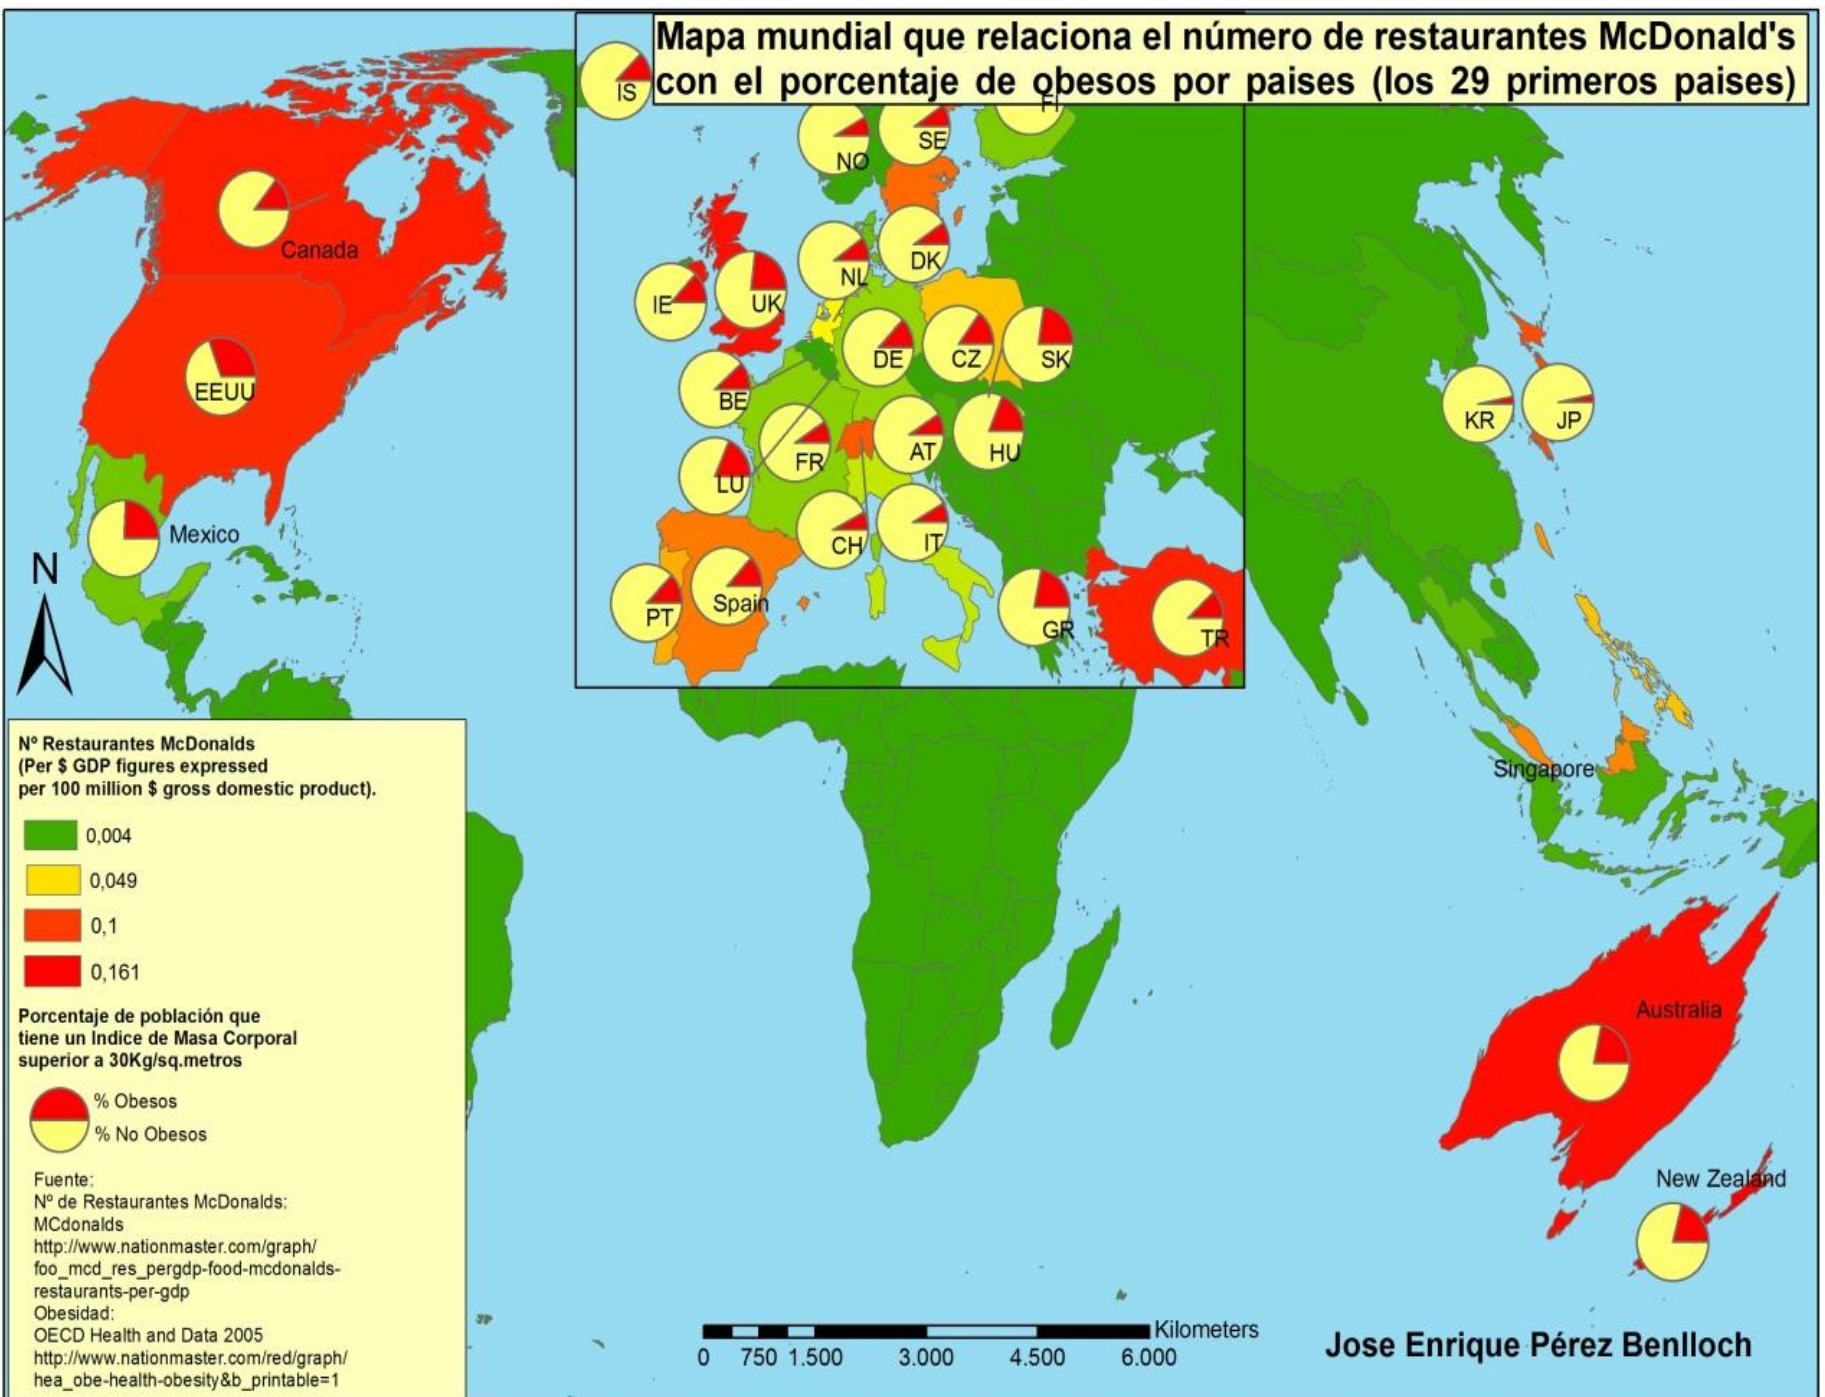 Mapa mundial que relaciona el número de restaurantes McDonald's
con el porcentaje de obesos por paises (los 29 primeros paises)
IS
FI
NO
SE
Canada
NL
DK
IE
UK
DE
CZ
SK
EEUU
BE
KR
JP
FR
AT
HU
LU
Mexico
CH
IT
N
PT
Spain
GR
TR
Singapore
Nº Restaurantes McDonalds
(Per $ GDP figures expressed
per 100 million $ gross domestic product).
0,004
0,049
0,1
0,161
Porcentaje de población que
tiene un Indice de Masa Corporal
superior a 30Kg/sq.metros
% Obesos
% No Obesos
Fuente:
Nº de Restaurantes McDonalds:
MCdonalds
http://www.nationmaster.com/graph/
foo_mcd_res_pergdp-food-mcdonalds-
restaurants-per-gdp
Obesidad:
OECD Health and Data 2005
http://www.nationmaster.com/red/graph/
hea_obe-health-obesity&b_printable=1
Australia
New Zealand
Kilometers
0 750 1.500 3.000 4.500 6.000
Jose Enrique Pérez Benlloch